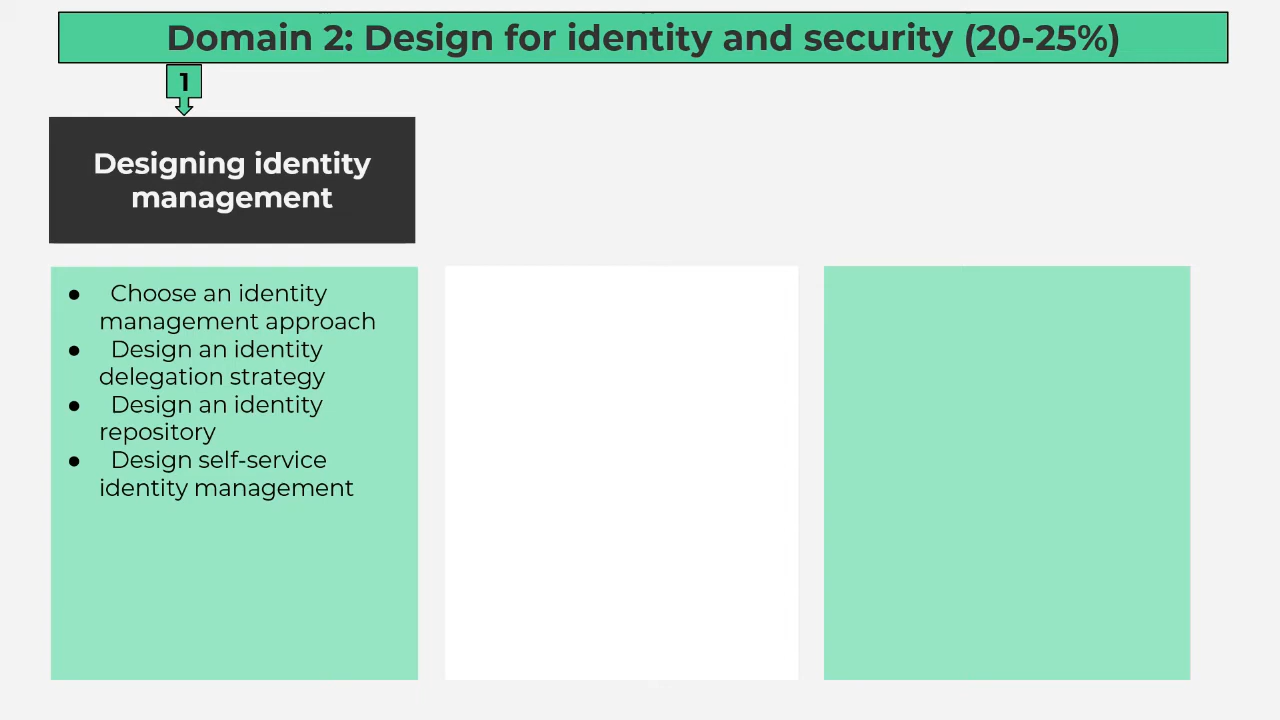 Domain 2: Design for identity and security (20-25%)
1
Designing identity
management
● Choose an identity
management approach
● Design an identity
delegation strategy
● Design an identity
repository
● Design self-service
identity management